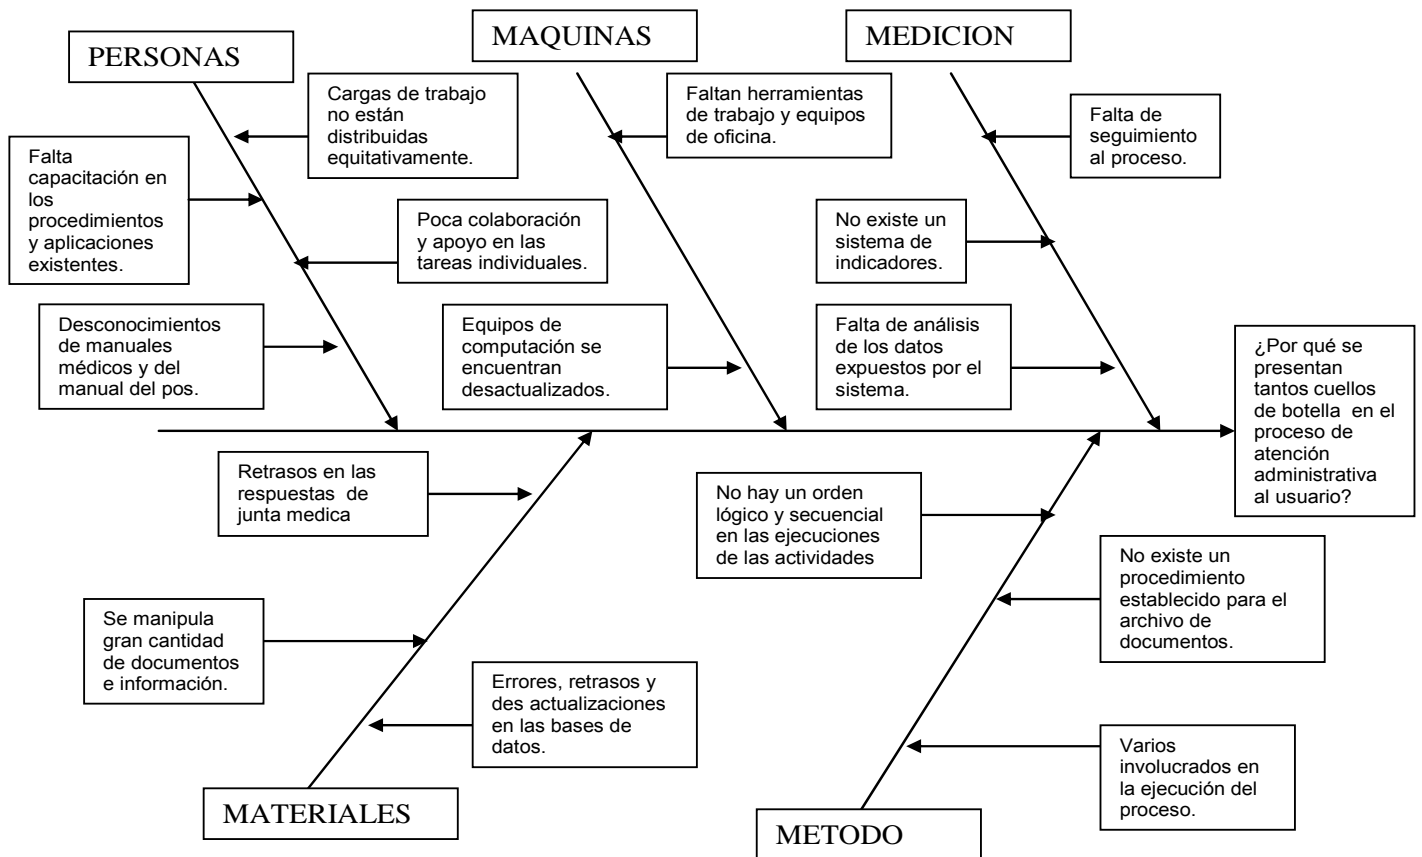 PERSONAS
MAQUINAS
MEDICION
Cargas de trabajo
no están
distribuidas
equitativamente.
Faltan herramientas
de trabajo y equipos
de oficina.
Falta de
seguimiento
al proceso.
Falta
capacitación en
los
procedimientos
y aplicaciones
existentes.
Poca colaboración
y apoyo en las
tareas individuales.
No existe un
sistema de
indicadores.
Desconocimientos
de manuales
médicos y del
manual del pos.
Equipos de
computación se
encuentran
desactualizados.
Falta de análisis
de los datos
expuestos por el
sistema.
¿Por qué se
presentan
tantos cuellos
de botella  en el
proceso de
atención
administrativa
al usuario?
Retrasos en las
respuestas  de
junta medica
No hay un orden
lógico y secuencial
en las ejecuciones
de las actividades
No existe un
procedimiento
establecido para el
archivo de
documentos.
Se manipula
gran cantidad
de documentos
e información.
Errores, retrasos y
des actualizaciones
en las bases de
datos.
Varios
involucrados en
la ejecución del
proceso.
MATERIALES
METODO